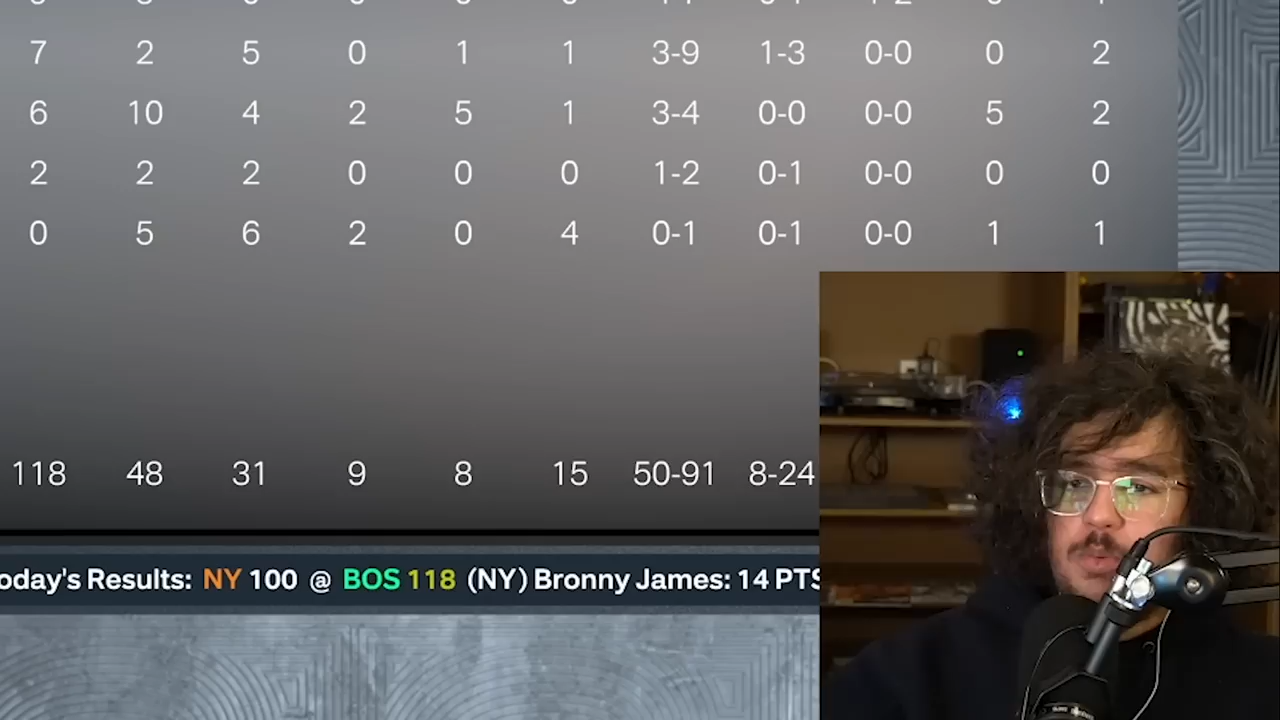 7 2 5 0 1 1 3-9 1-3 0-0 0 2
6 10 4 2 5 1 3-4 0-0 0-0 5 2
2 2 2 0 0 0 1-2 0-1 0-0 0 0
0 5 6 2 0 4 0-1 0-1 0-0 1 1
118 48 31 9 8 15 50-91 8-24
oday's Results: NY 100 @ BOS 118 (NY) Bronny James: 14 PTS